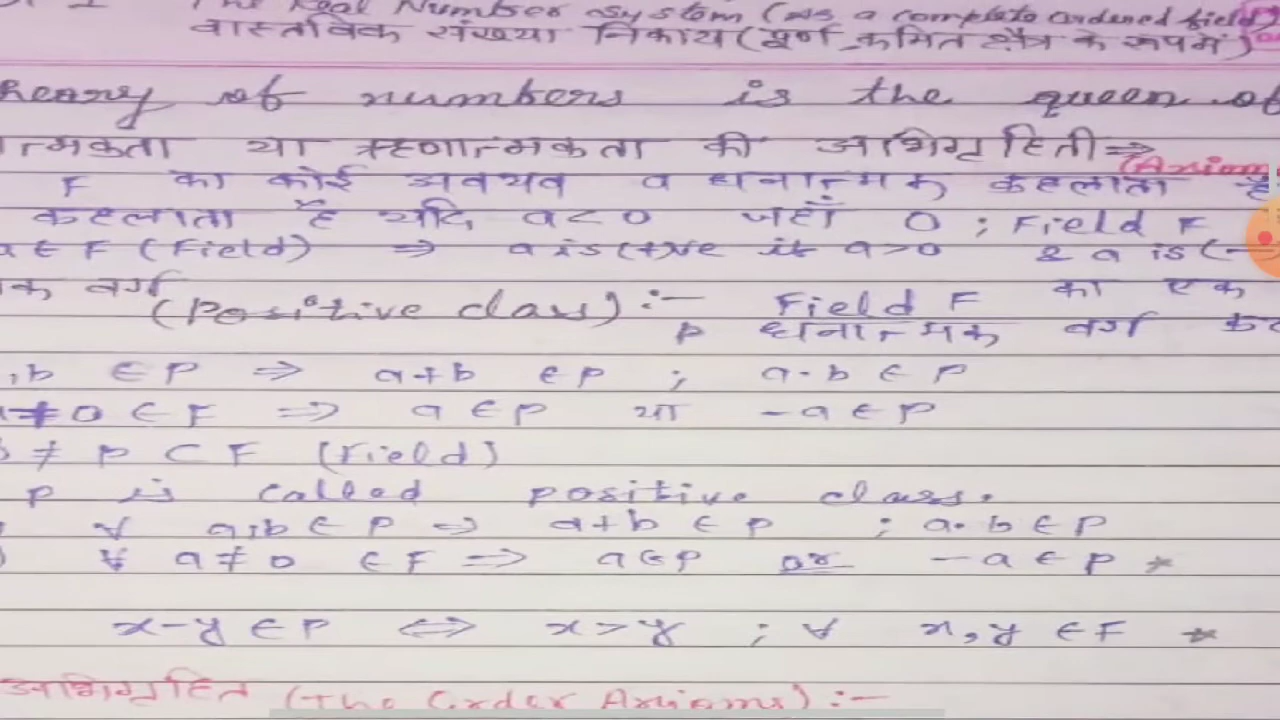 The Real Number system (as a complete ordered field)
वास्तविक संख्या निकाय (पूर्ण क्रमित क्षेत्र के रूप में)
heory of numbers is the queen of
त्मकता या ऋणात्मकता की अभिगृहिती ⇒
(Axiom
F का कोई अवयव a धनात्मक कहलाता है
कहलाता है यदि a < 0 जहाँ 0 ; Field F
a ∈ F (Field) ⇒ a is (+)ve if a > 0 & a is (-
क वर्ग (Positive class) :- Field F का एक
P धनात्मक वर्ग क
,b ∈ P ⇒ a + b ∈ P ; a · b ∈ P
a ≠ 0 ∈ F ⇒ a ∈ P या - a ∈ P
≠ P ⊂ F (Field)
P is called positive class.
∀ a,b ∈ P ⇒ a + b ∈ P ; a · b ∈ P
∀ a ≠ 0 ∈ F ⇒ a ∈ P or - a ∈ P *
x - y ∈ P ⇔ x > y ; ∀ x, y ∈ F *
अभिगृहित (The Order Axioms) :-